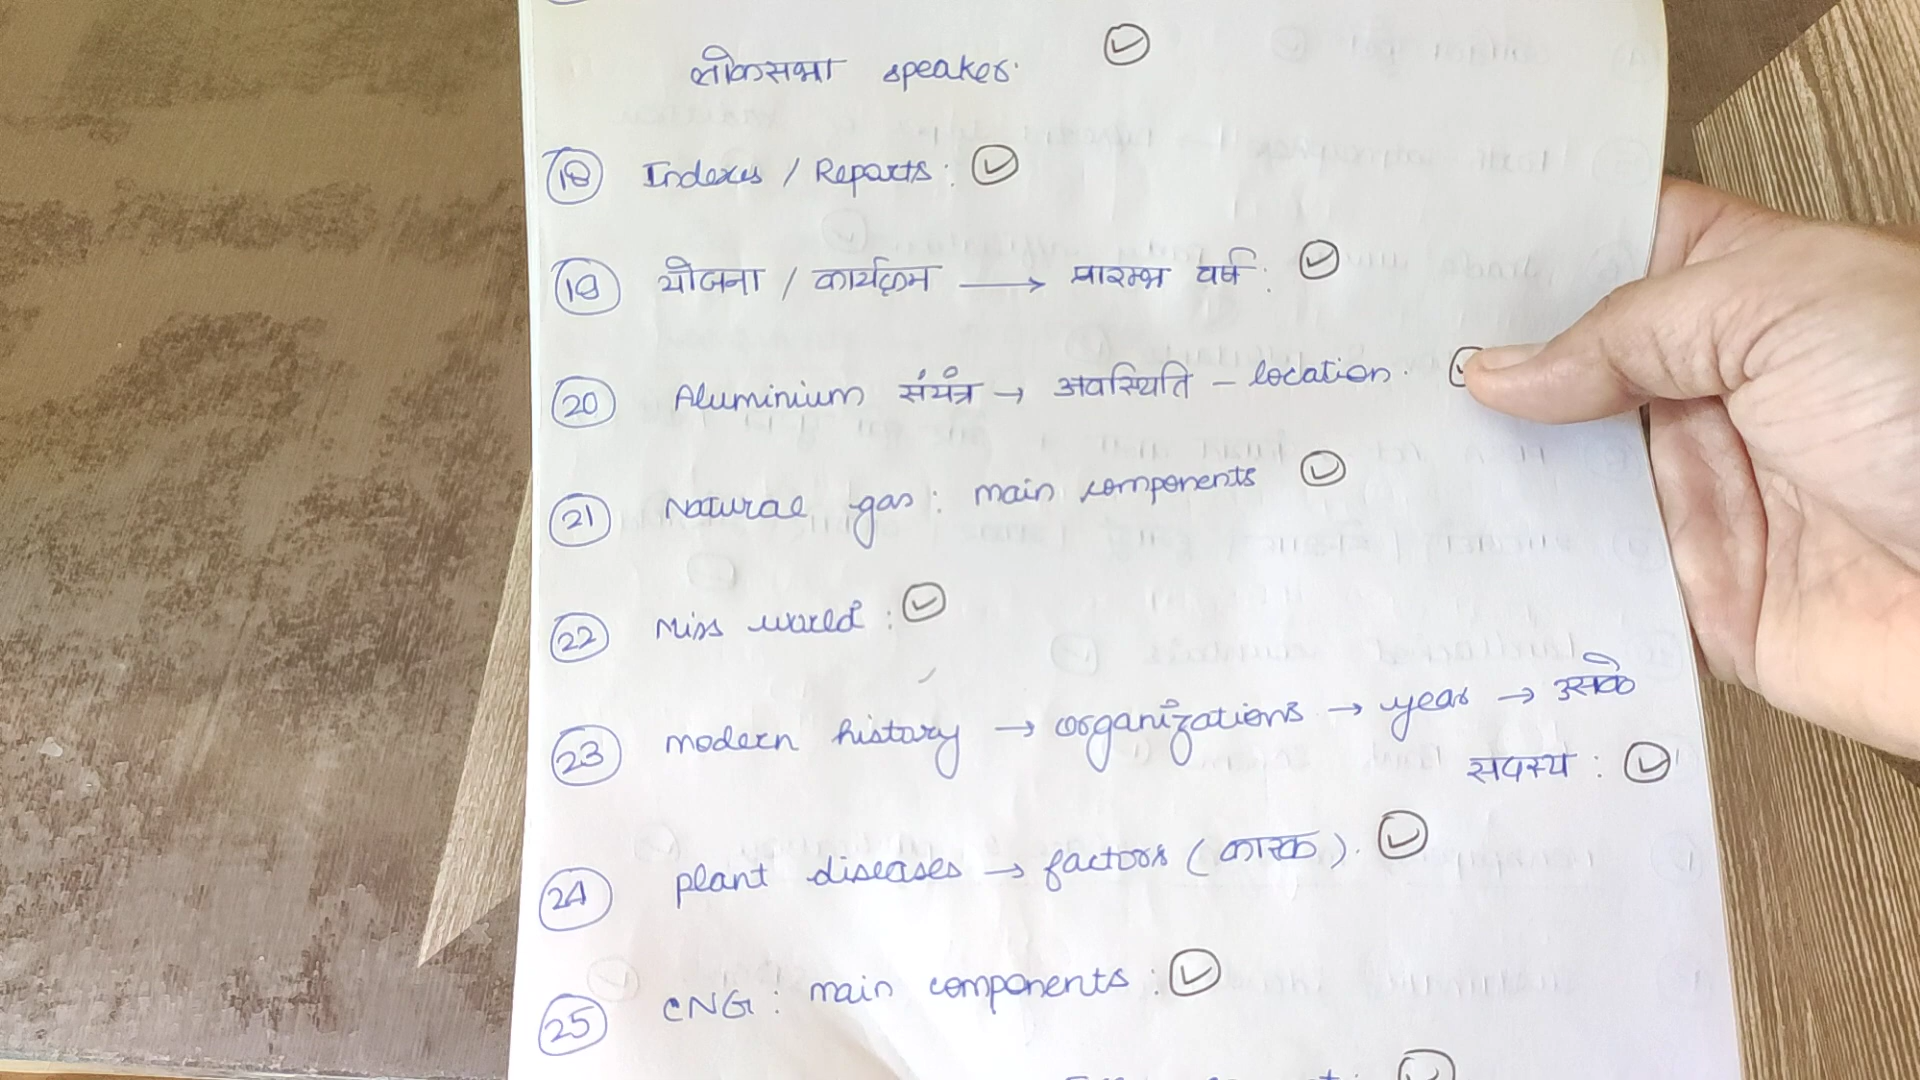 लोकसभा speaker.
18 Indexes / Reports :
19 योजना / कार्यक्रम → प्रारम्भ वर्ष :
20 Aluminium संयंत्र → अवस्थिति - location.
21 Natural gas : main components
22 Miss world :
23 modern history → organizations → year → उसके
सदस्य :
24 plant diseases → factors (कारक).
25 CNG : main components :